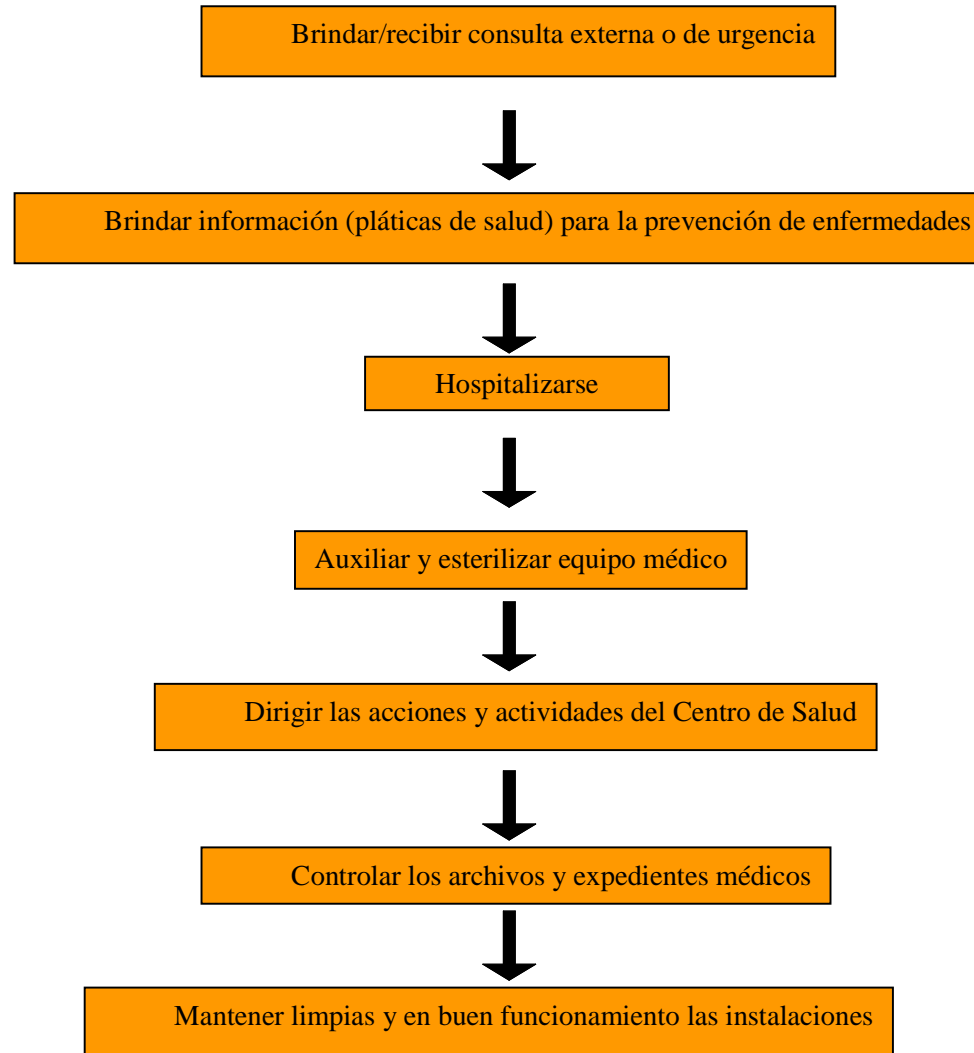 Brindar/recibir consulta externa o de urgencia
Brindar información (pláticas de salud) para la prevención de enfermedades
Hospitalizarse
Auxiliar y esterilizar equipo médico
Dirigir las acciones y actividades del Centro de Salud
Controlar los archivos y expedientes médicos
Mantener limpias y en buen funcionamiento las instalaciones